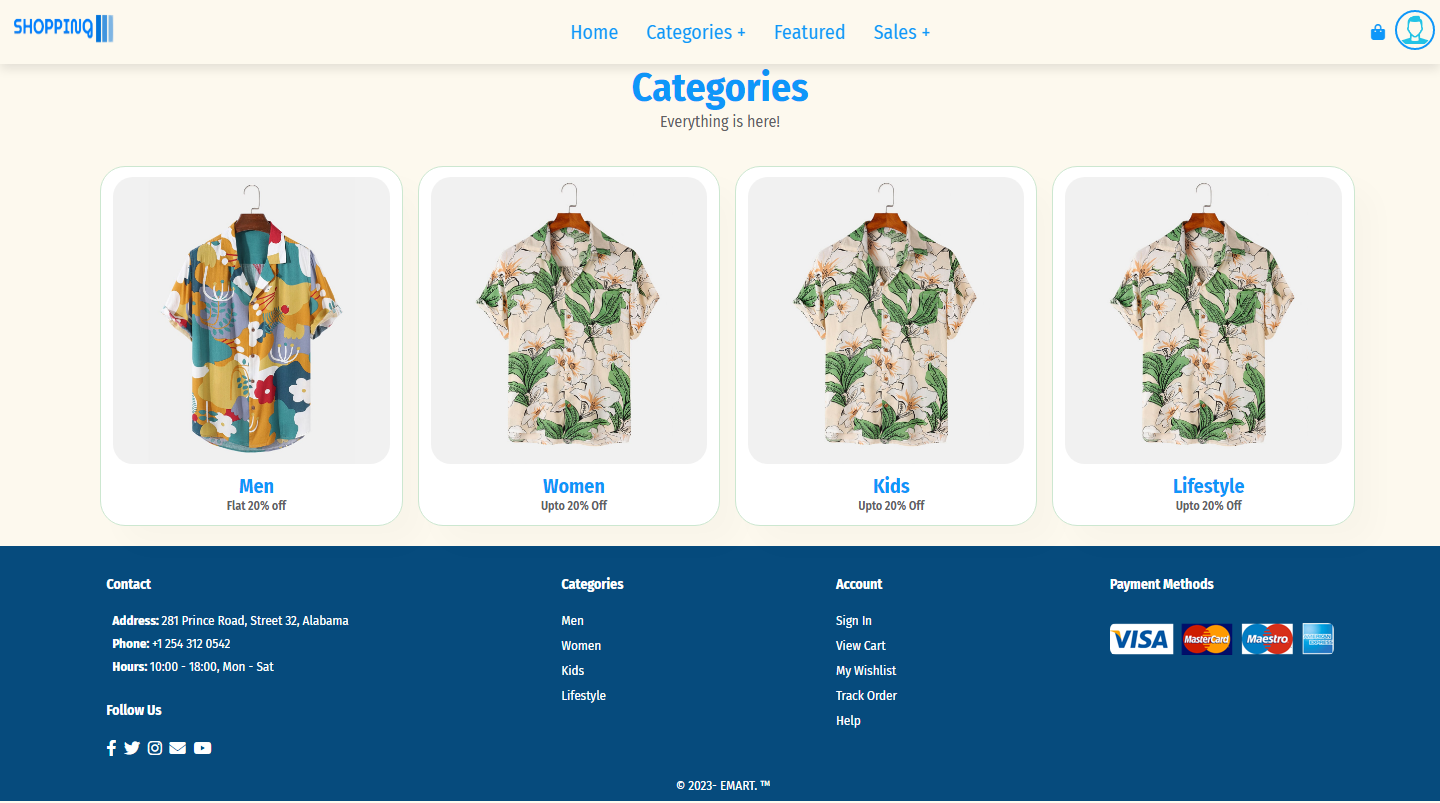 SHOPPING
Home Categories + Featured Sales +
Categories
Everything is here!
Men
Flat 20% off
Women
Upto 20% Off
Kids
Upto 20% Off
Lifestyle
Upto 20% Off
Contact
Address: 281 Prince Road, Street 32, Alabama
Phone: +1 254 312 0542
Hours: 10:00 - 18:00, Mon - Sat
Follow Us
Categories
Men
Women
Kids
Lifestyle
Account
Sign In
View Cart
My Wishlist
Track Order
Help
Payment Methods
VISA MasterCard Maestro AMERICAN EXPRESS
© 2023- EMART. ™